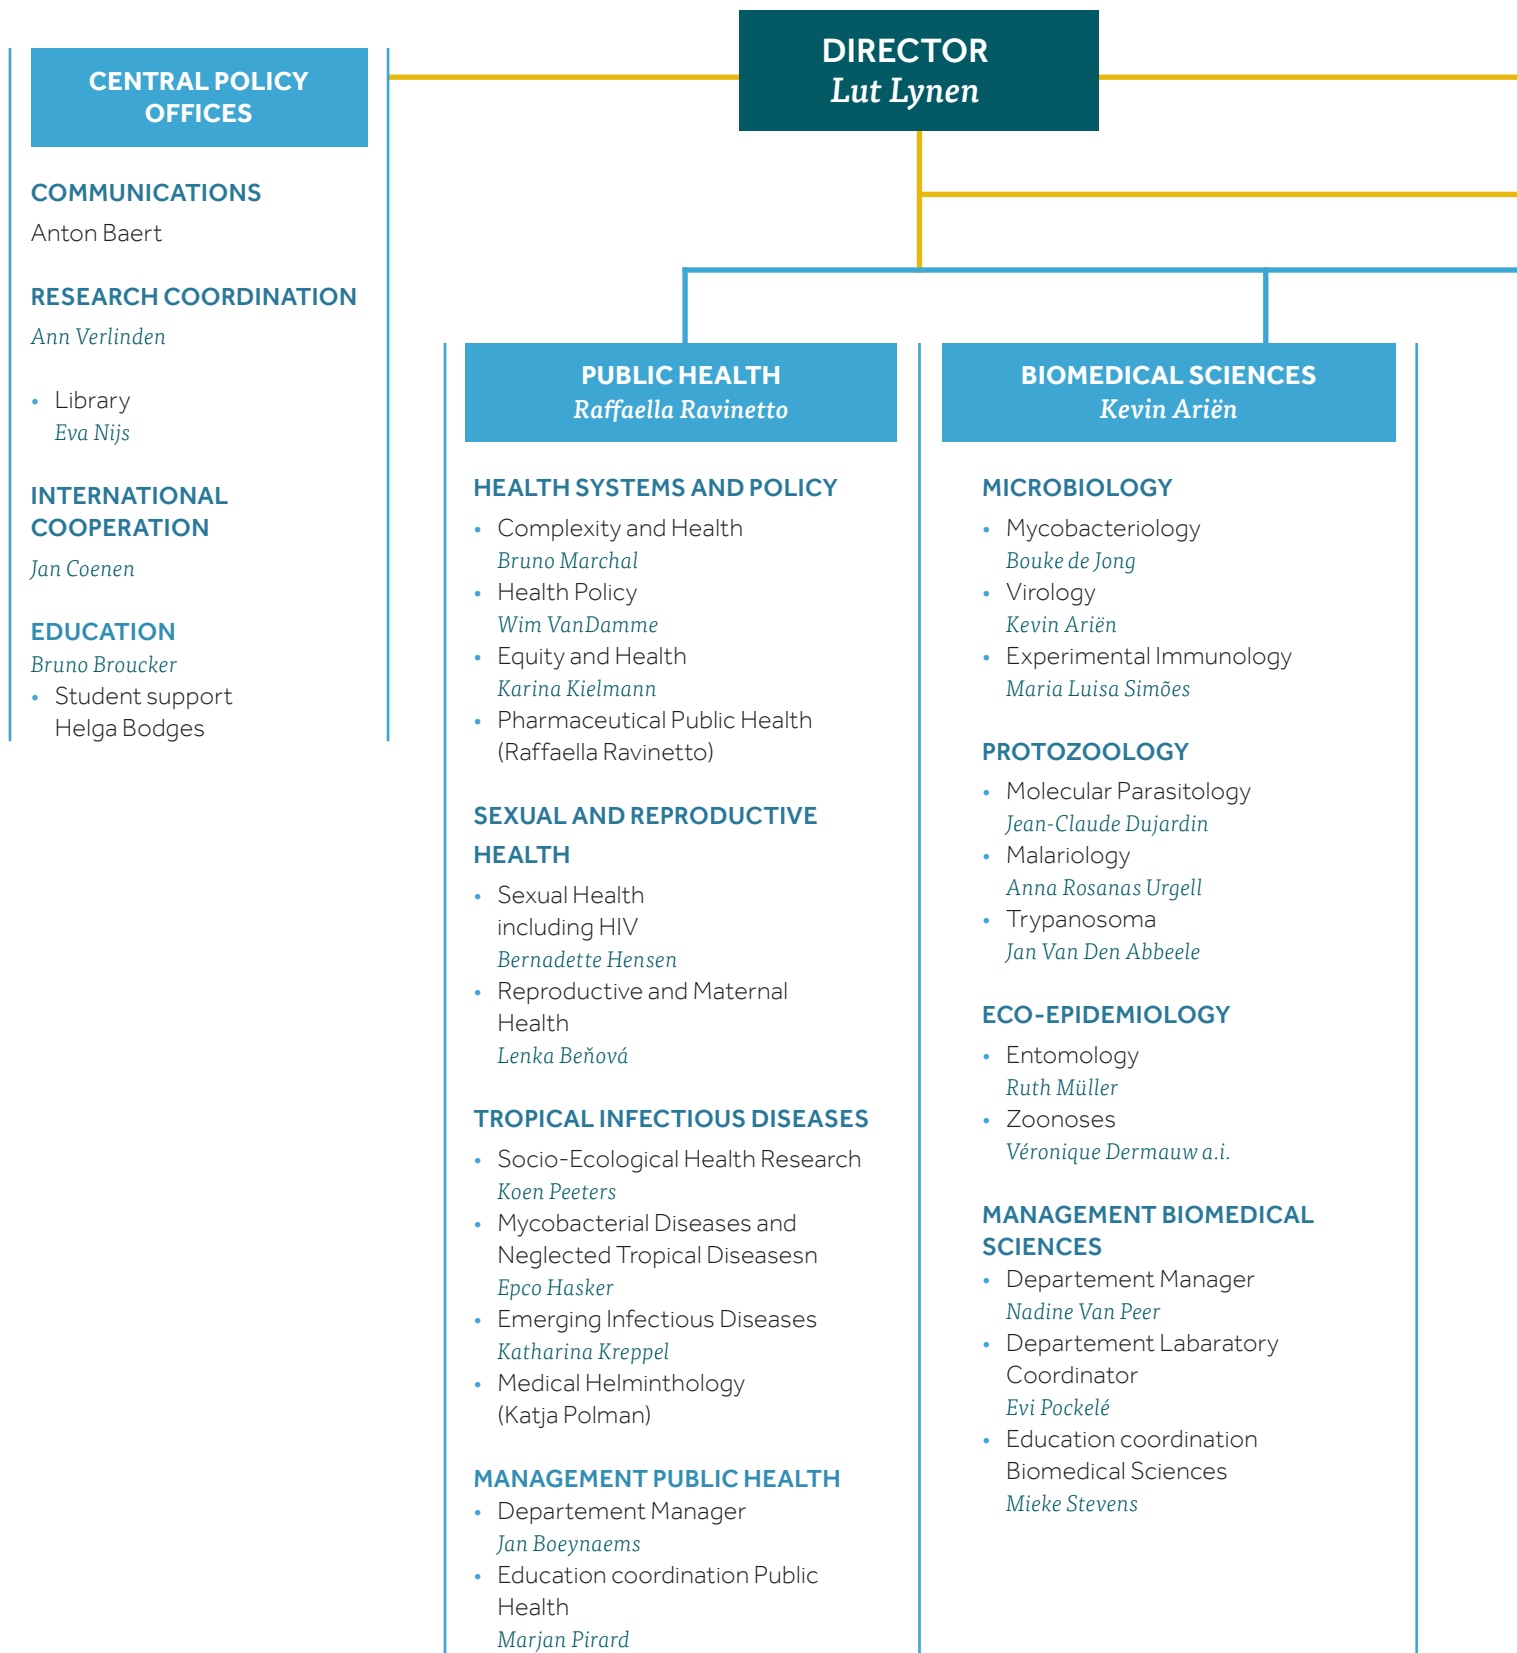 DIRECTOR
Lut Lynen
CENTRAL POLICY
OFFICES
COMMUNICATIONS
Anton Baert
RESEARCH COORDINATION
Ann Verlinden
• Library
Eva Nijs
INTERNATIONAL
COOPERATION
Jan Coenen
EDUCATION
Bruno Broucker
• Student support
Helga Bodges
PUBLIC HEALTH
Raffaella Ravinetto
HEALTH SYSTEMS AND POLICY
• Complexity and Health
Bruno Marchal
• Health Policy
Wim VanDamme
• Equity and Health
Karina Kielmann
• Pharmaceutical Public Health
(Raffaella Ravinetto)
SEXUAL AND REPRODUCTIVE
HEALTH
• Sexual Health
including HIV
Bernadette Hensen
• Reproductive and Maternal
Health
Lenka Beňová
TROPICAL INFECTIOUS DISEASES
• Socio-Ecological Health Research
Koen Peeters
• Mycobacterial Diseases and
Neglected Tropical Diseasesn
Epco Hasker
• Emerging Infectious Diseases
Katharina Kreppel
• Medical Helminthology
(Katja Polman)
MANAGEMENT PUBLIC HEALTH
• Departement Manager
Jan Boeynaems
• Education coordination Public
Health
Marjan Pirard
BIOMEDICAL SCIENCES
Kevin Ariën
MICROBIOLOGY
• Mycobacteriology
Bouke de Jong
• Virology
Kevin Ariën
• Experimental Immunology
Maria Luisa Simões
PROTOZOOLOGY
• Molecular Parasitology
Jean-Claude Dujardin
• Malariology
Anna Rosanas Urgell
• Trypanosoma
Jan Van Den Abbeele
ECO-EPIDEMIOLOGY
• Entomology
Ruth Müller
• Zoonoses
Véronique Dermauw a.i.
MANAGEMENT BIOMEDICAL
SCIENCES
• Departement Manager
Nadine Van Peer
• Departement Labaratory
Coordinator
Evi Pockelé
• Education coordination
Biomedical Sciences
Mieke Stevens